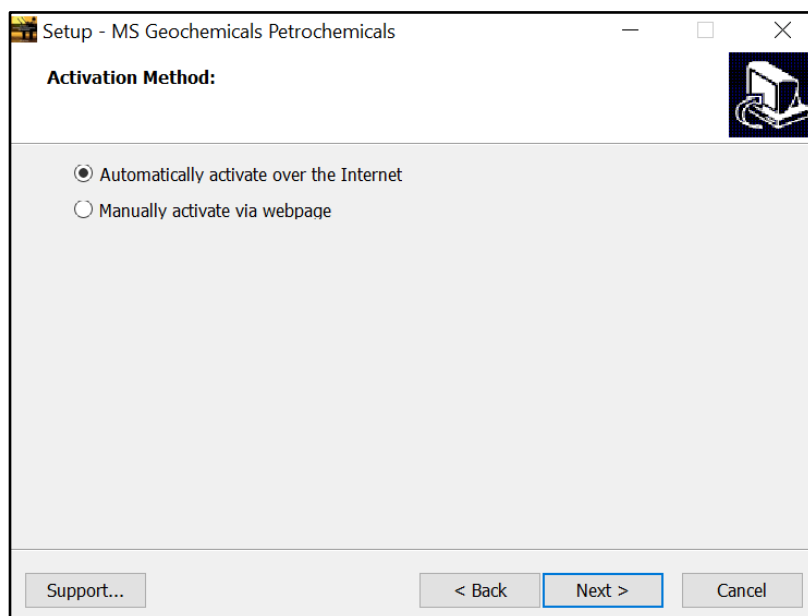 Setup - MS Geochemicals Petrochemicals
Activation Method:
Automatically activate over the Internet
Manually activate via webpage
Support... < Back Next > Cancel